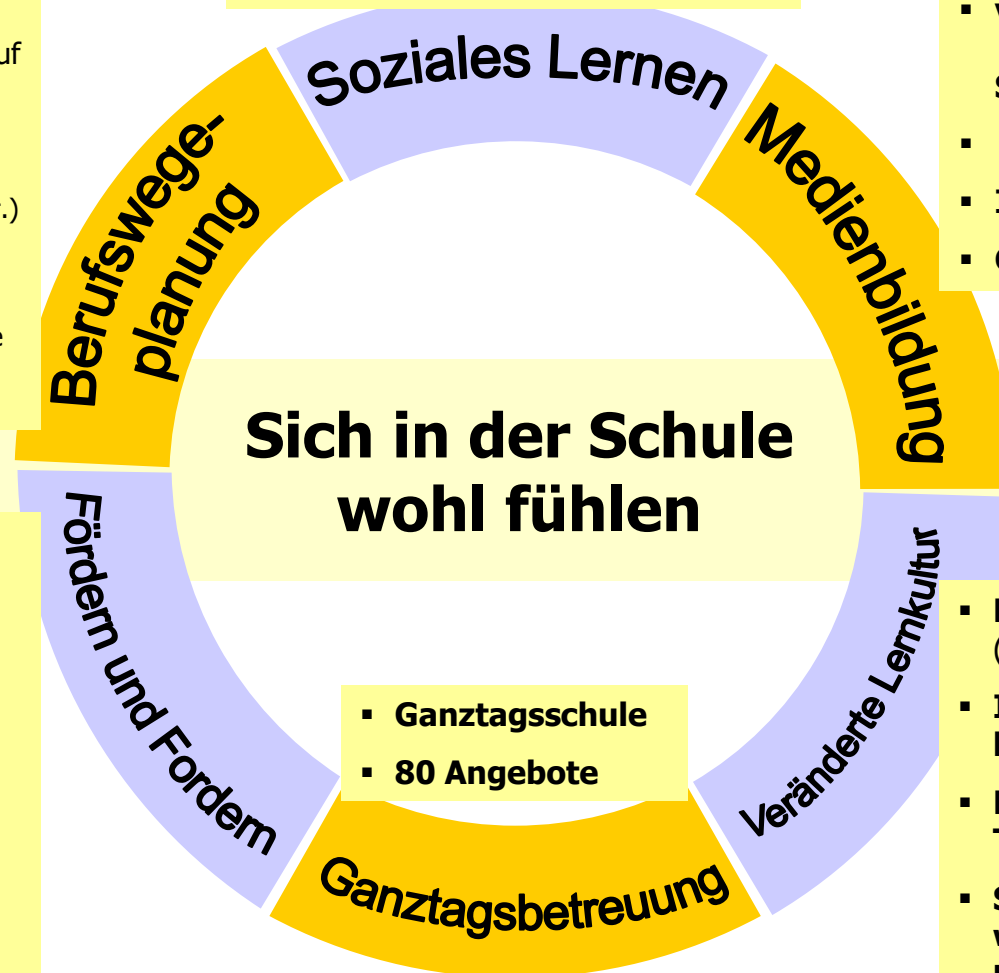 Soziales Lernen
Medienbildung
Berufswege-
planung
Sich in der Schule
wohl fühlen
Fördern und Fordern
Veränderte Lernkultur
▪ Ganztagsschule
▪ 80 Angebote
Ganztagsbetreuung